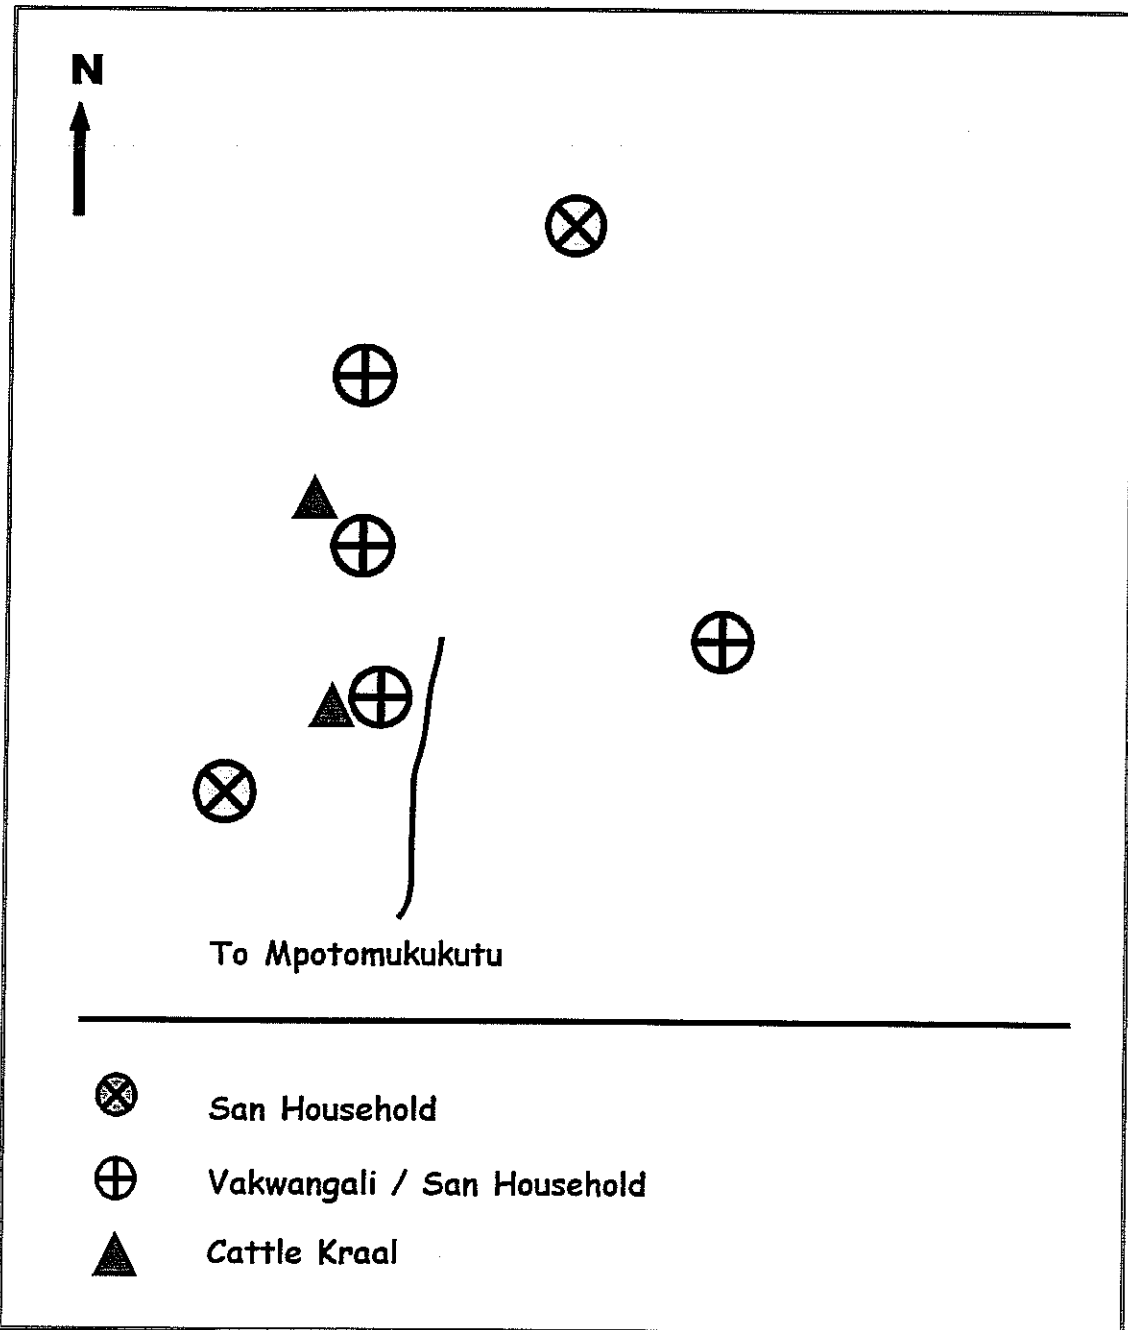 N
To Mpotomukukutu
San Household
Vakwangali / San Household
Cattle Kraal